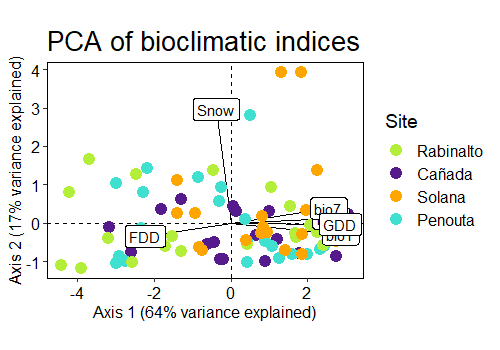 PCA of bioclimatic indices
Axis 2 (17% variance explained)
4
3
2
1
0
-1
Snow
bio7
GDD
bio1
FDD
-4
-2
0
2
Axis 1 (64% variance explained)
Site
Rabinalto
Cañada
Solana
Penouta